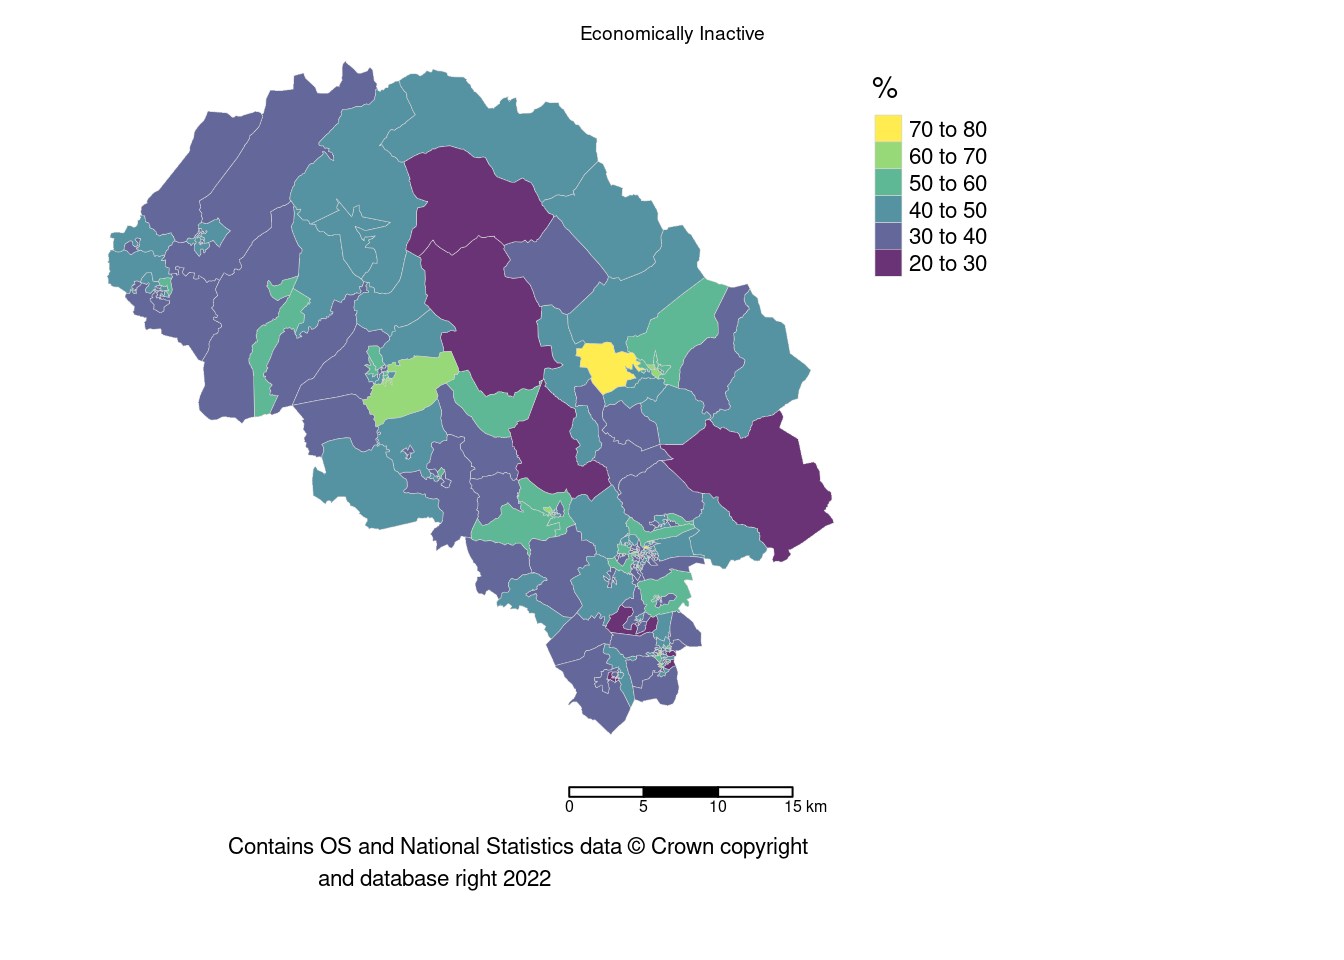 Economically Inactive
%
70 to 80
60 to 70
50 to 60
40 to 50
30 to 40
20 to 30
0 5 10 15 km
Contains OS and National Statistics data © Crown copyright
and database right 2022